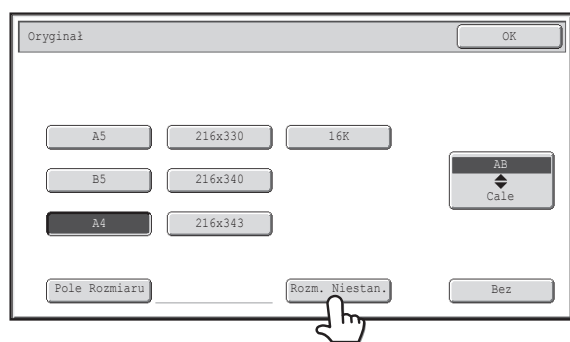 Oryginał
OK
A5
216x330
16K
B5
216x340
A4
216x343
AB
Cale
Pole Rozmiaru
Rozm. Niestan.
Bez